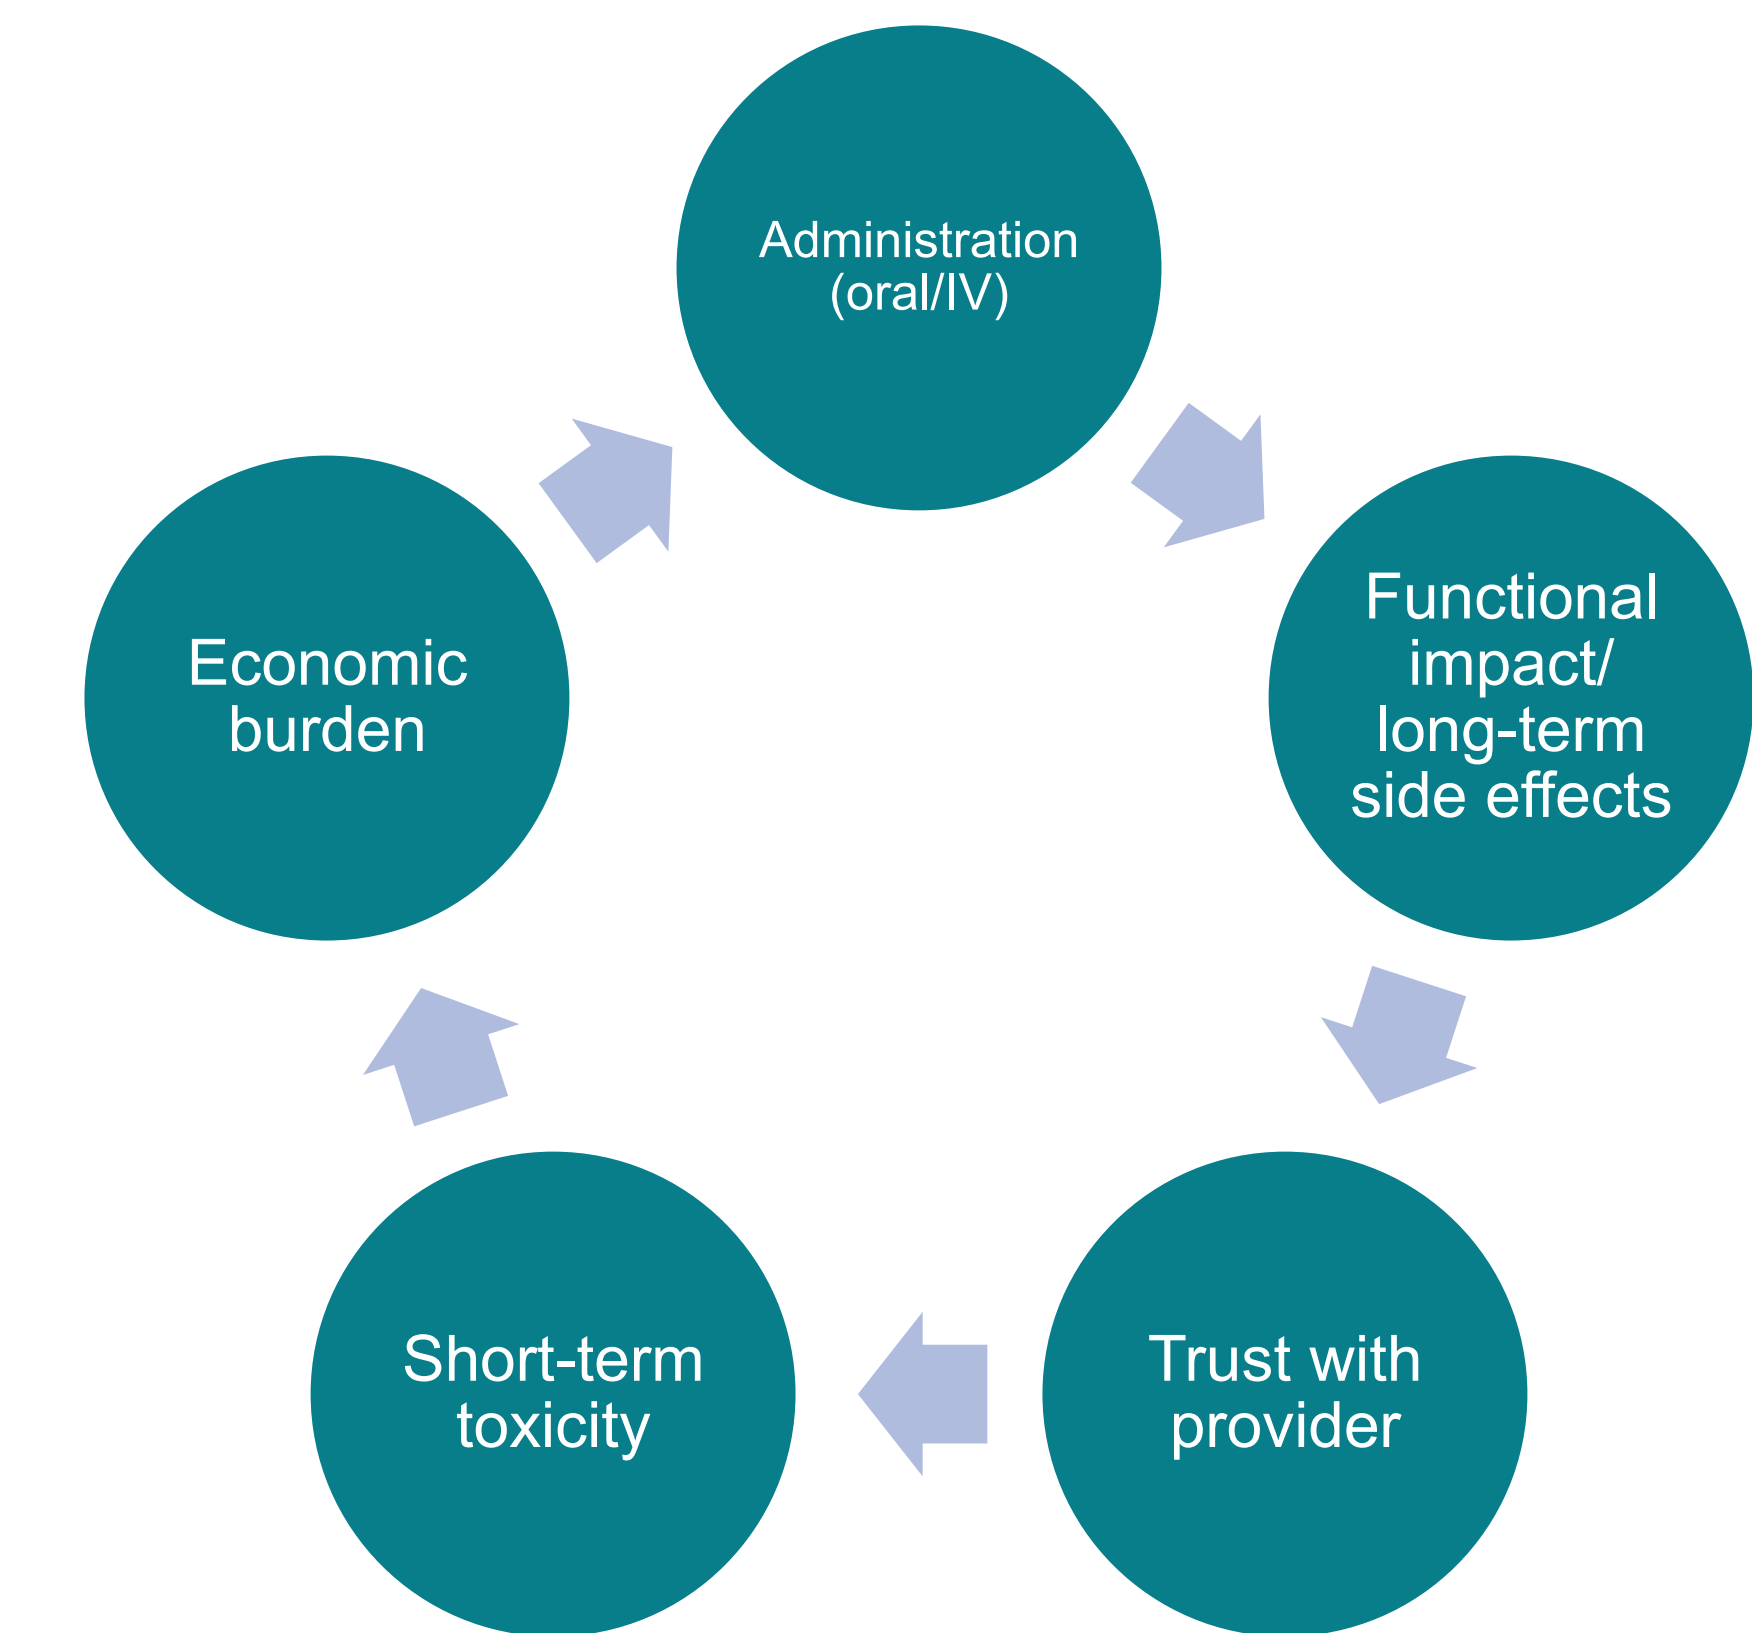 Administration
(oral/IV)
Functional
impact/
long-term
side effects
Trust with
provider
Short-term
toxicity
Economic
burden